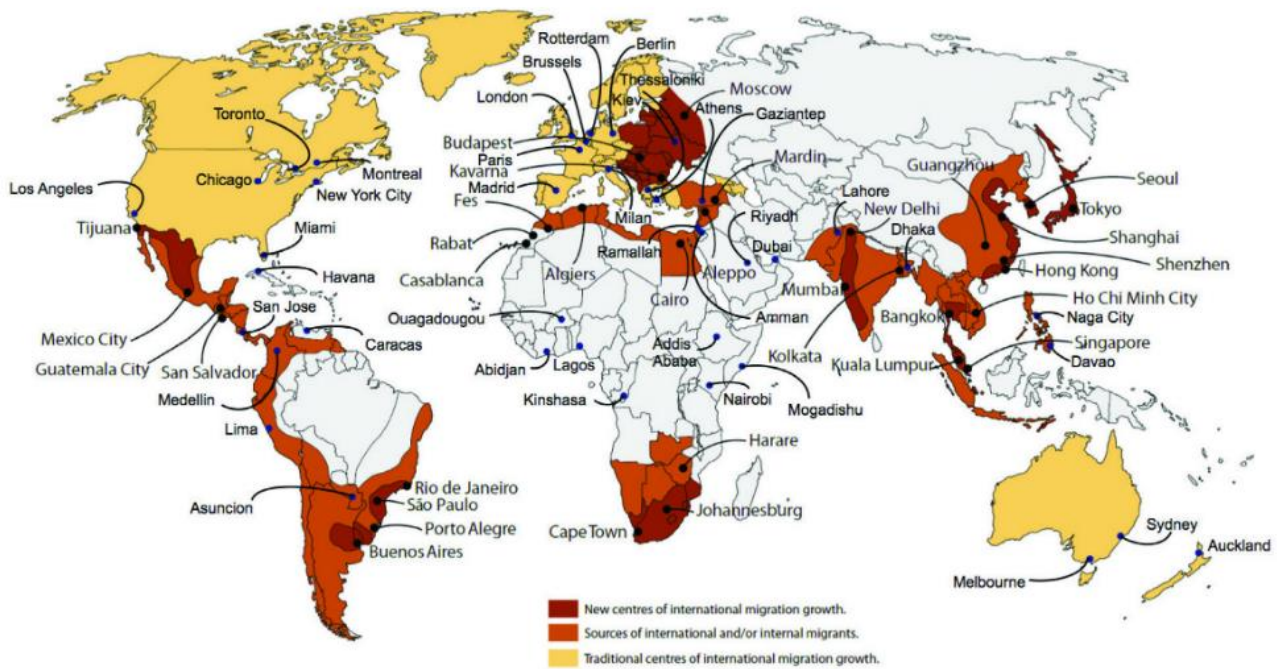 Rotterdam
Berlin
Brussels
Thessaloniki
Moscow
London
Kiev
Athens
Gaziantep
Toronto
Budapest
Paris
Kavarna
Mardin
Guangzhou
Los Angeles
Chicago
Montreal
New York City
Madrid
Fes
Milan
Riyadh
Lahore
New Delhi
Dhaka
Seoul
Tokyo
Tijuana
Miami
Rabat
Ramallah
Dubai
Shanghai
Casablanca
Algiers
Aleppo
Shenzhen
Havana
Cairo
Mumbai
Hong Kong
San Jose
Ouagadougou
Amman
Bangkok
Ho Chi Minh City
Naga City
Mexico City
Caracas
Addis
Ababa
Kolkata
Singapore
Guatemala City
San Salvador
Abidjan
Lagos
Kuala Lumpur
Davao
Medellin
Kinshasa
Nairobi
Mogadishu
Lima
Harare
Rio de Janeiro
Asuncion
São Paulo
Johannesburg
Porto Alegre
Cape Town
Sydney
Buenos Aires
Auckland
Melbourne
New centres of international migration growth.
Sources of international and/or internal migrants.
Traditional centres of international migration growth.